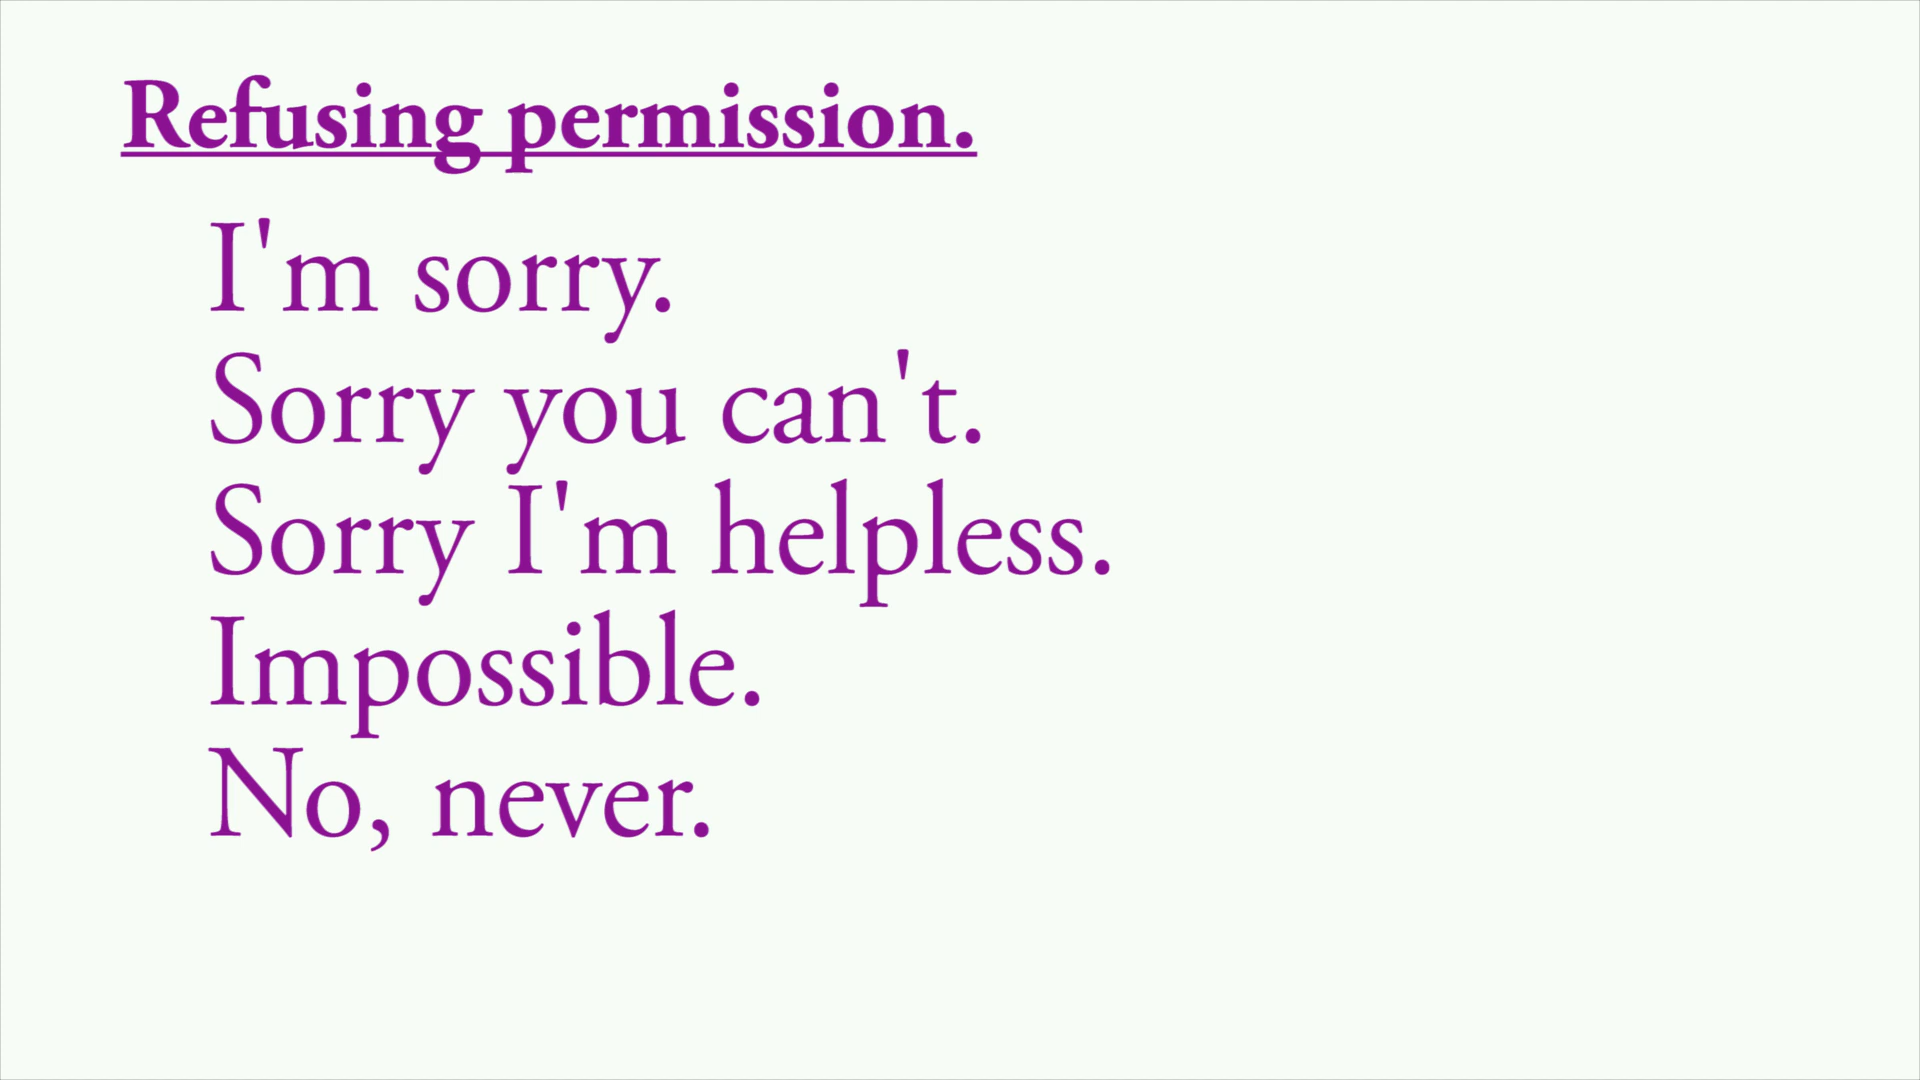 Refusing permission.
I'm sorry.
Sorry you can't.
Sorry I'm helpless.
Impossible.
No, never.